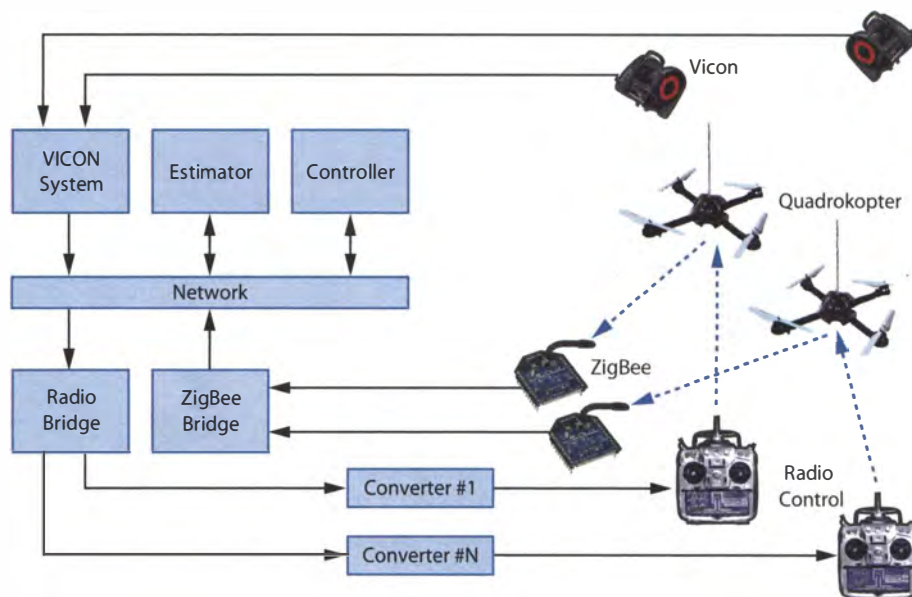 Vicon
VICON
System
Estimator
Controller
Quadrokopter
Network
ZigBee
Radio
Bridge
ZigBee
Bridge
Radio
Control
Converter #1
Converter #N